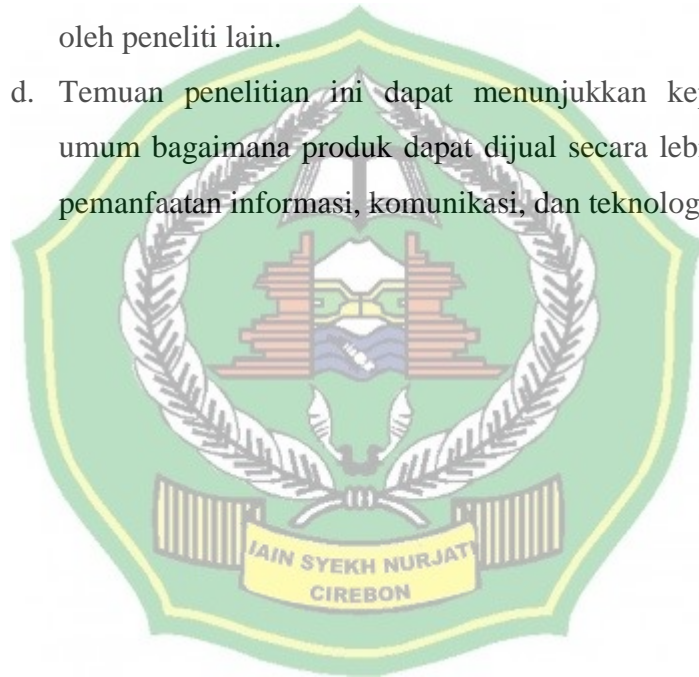 oleh peneliti lain.
d. Temuan penelitian ini dapat menunjukkan
umum bagaimana produk dapat dijual secara
pemanfaatan informasi, komunikasi, dan
IAIN SYEKH NURJATI
CIREBON